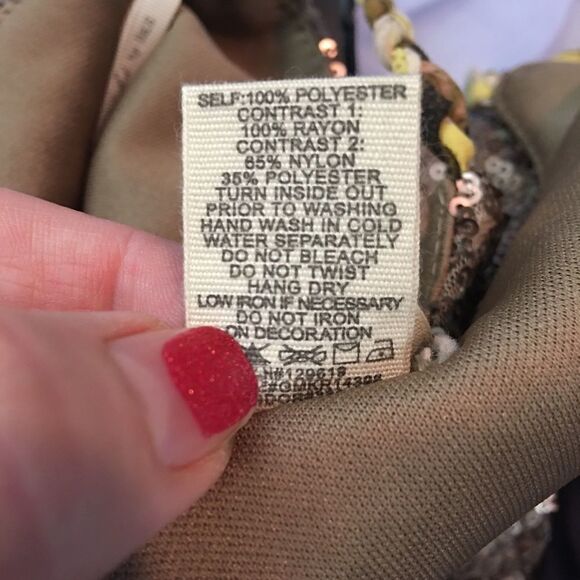 SELF:100% POLYESTER
CONTRAST 1:
100% RAYON
CONTRAST 2:
65% NYLON
35% POLYESTER
TURN INSIDE OUT
PRIOR TO WASHING
HAND WASH IN COLD
WATER SEPARATELY
DO NOT BLEACH
DO NOT TWIST
HANG DRY
LOW IRON IF NECESSARY
DO NOT IRON
ON DECORATION
#120619